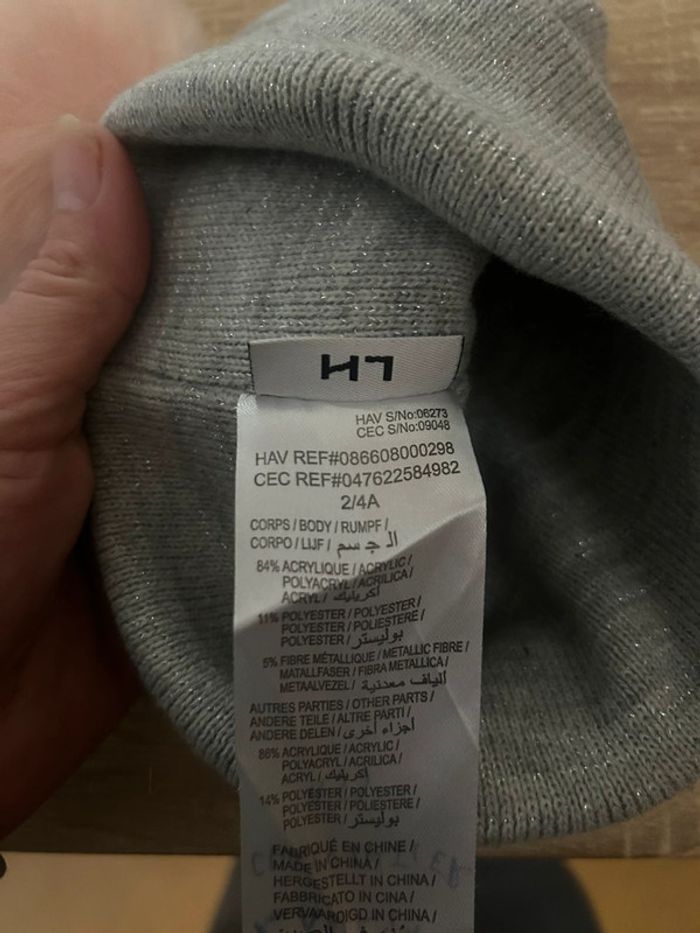 LH
HAV S/No:06273
CEC S/No:09048
HAV REF#086608000298
CEC REF#047622584982
2/4A
CORPS / BODY / RUMPF /
CORPO / LIJF / الجسم
84% ACRYLIQUE / ACRYLIC /
POLYACRYL / ACRILICA /
ACRYL / أكريليك
11% POLYESTER / POLYESTER /
POLYESTER / POLIESTERE /
POLYESTER / بوليستر
5% FIBRE MÉTALLIQUE / METALLIC FIBRE /
MATALLFASER / FIBRA METALLICA /
METAALVEZEL / ألياف معدنية
AUTRES PARTIES / OTHER PARTS /
ANDERE TEILE / ALTRE PARTI /
ANDERE DELEN / أجزاء أخرى
86% ACRYLIQUE / ACRYLIC /
POLYACRYL / ACRILICA /
ACRYL / أكريليك
14% POLYESTER / POLYESTER /
POLYESTER / POLIESTERE /
POLYESTER / بوليستر
FABRIQUÉ EN CHINE /
MADE IN CHINA /
HERGESTELLT IN CHINA /
FABBRICATO IN CINA /
VERVAARDIGD IN CHINA /